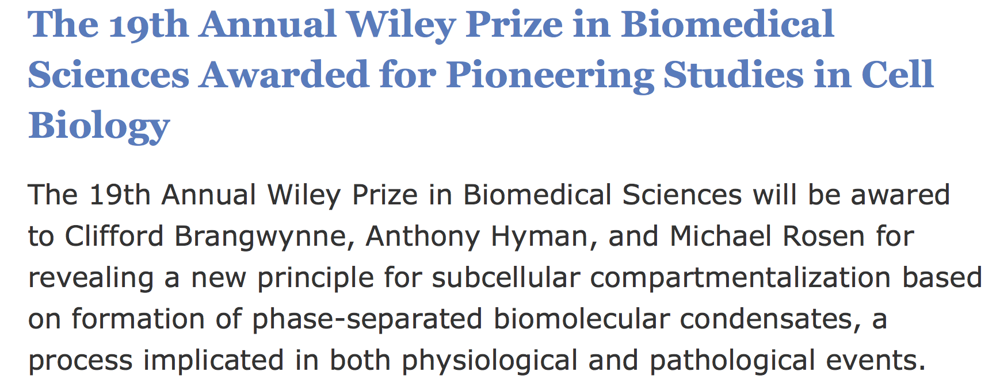 The 19th Annual Wiley Prize in Biomedical
Sciences Awarded for Pioneering Studies in Cell
Biology
The 19th Annual Wiley Prize in Biomedical Sciences will be awared
to Clifford Brangwynne, Anthony Hyman, and Michael Rosen for
revealing a new principle for subcellular compartmentalization based
on formation of phase-separated biomolecular condensates, a
process implicated in both physiological and pathological events.